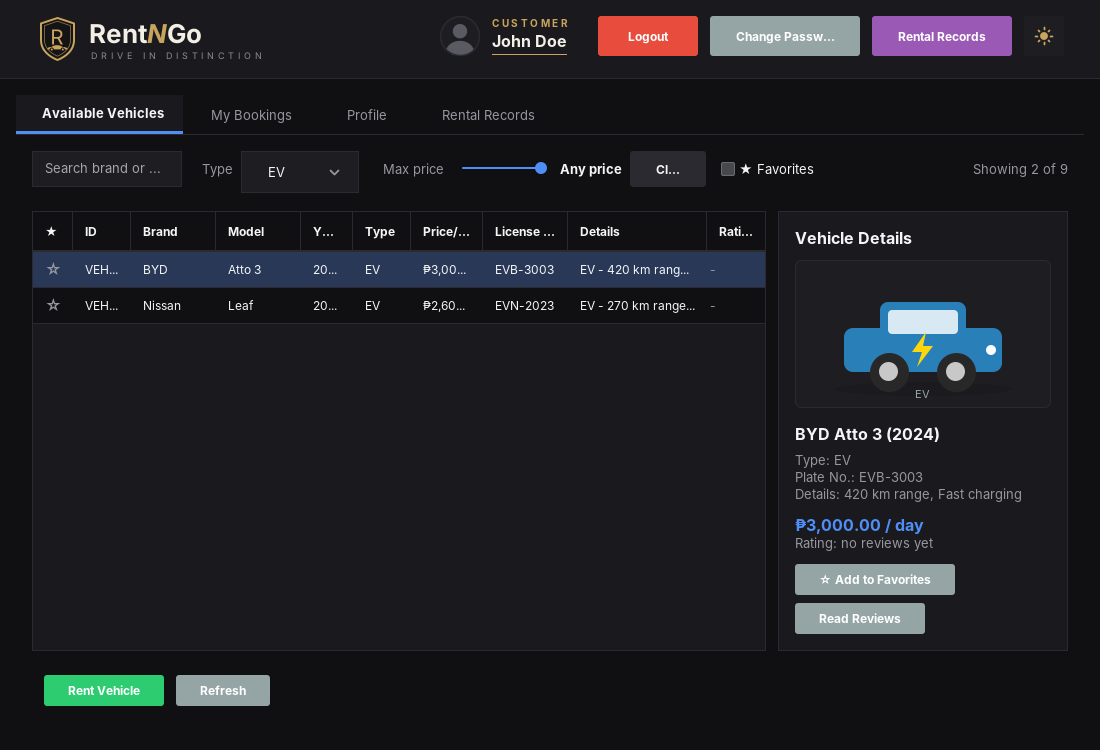 R
RentNGo
DRIVE IN DISTINCTION
CUSTOMER
John Doe
Logout
Change Passw...
Rental Records
Available Vehicles
My Bookings
Profile
Rental Records
Search brand or ...
Type
EV
Max price
Any price
Cl...
★ Favorites
Showing 2 of 9
★ ID Brand Model Y... Type Price/... License ... Details Rati...
☆ VEH... BYD Atto 3 20... EV ₱3,00... EVB-3003 EV - 420 km rang... -
☆ VEH... Nissan Leaf 20... EV ₱2,60... EVN-2023 EV - 270 km range... -
Vehicle Details
EV
BYD Atto 3 (2024)
Type: EV
Plate No.: EVB-3003
Details: 420 km range, Fast charging
₱3,000.00 / day
Rating: no reviews yet
☆ Add to Favorites
Read Reviews
Rent Vehicle
Refresh